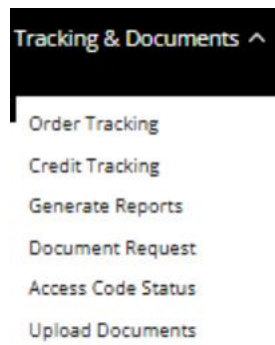 Tracking & Documents
Order Tracking
Credit Tracking
Generate Reports
Document Request
Access Code Status
Upload Documents